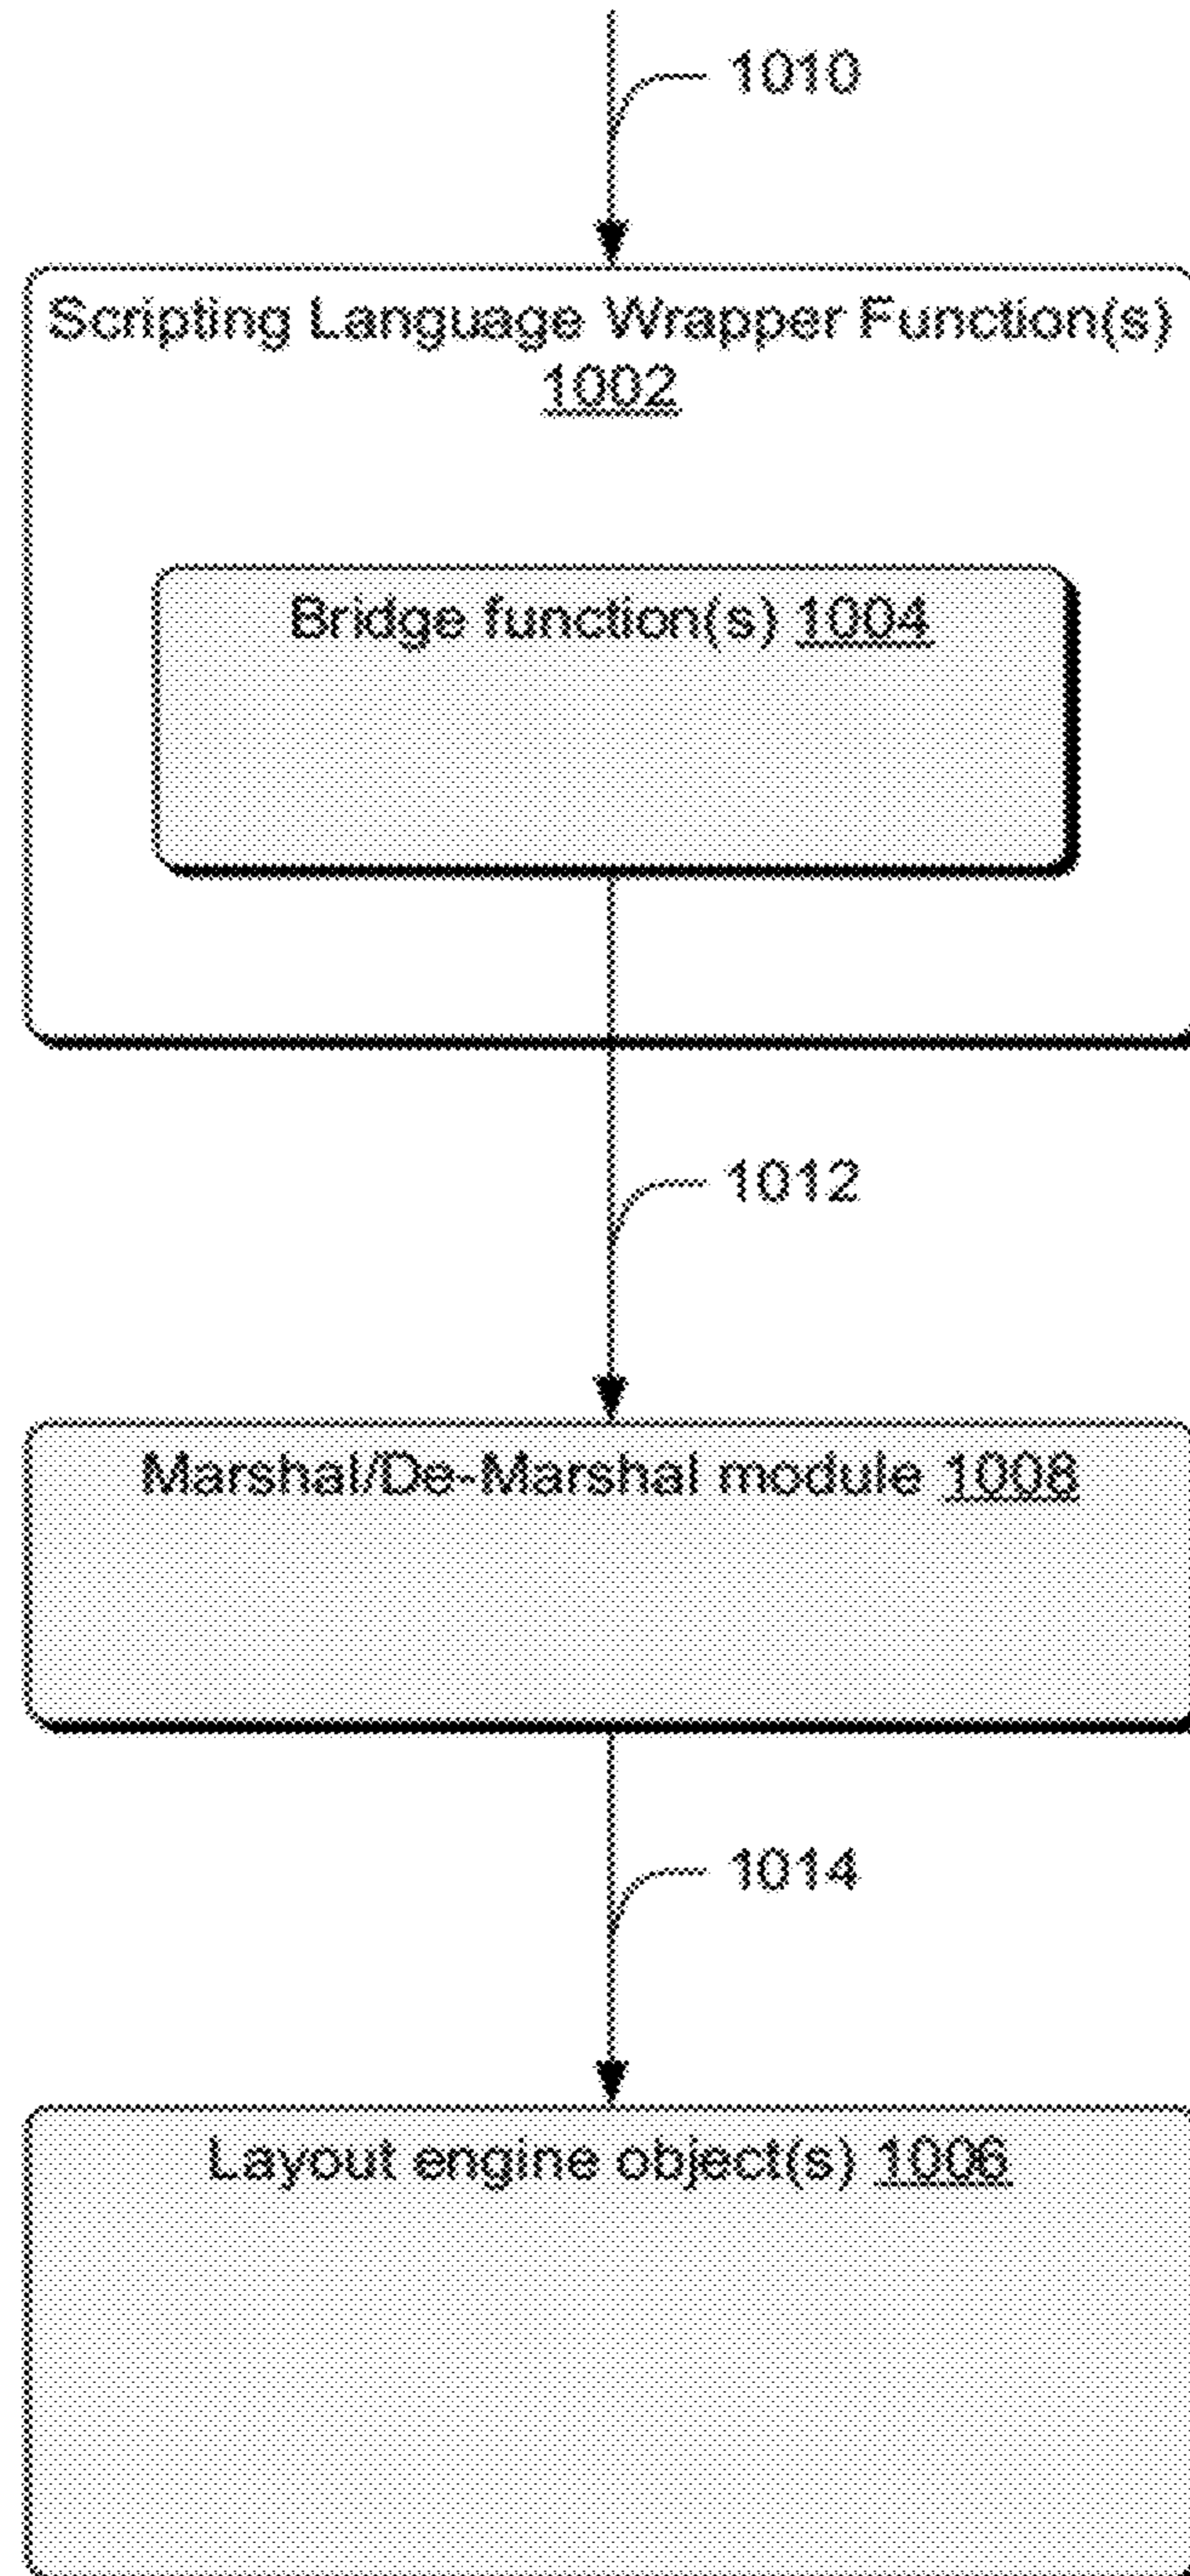 1010
Scripting Language Wrapper Function(s)
1002
Bridge function(s) 1004
1012
Marshal/De-Marshal module 1008
1014
Layout engine object(s) 1006